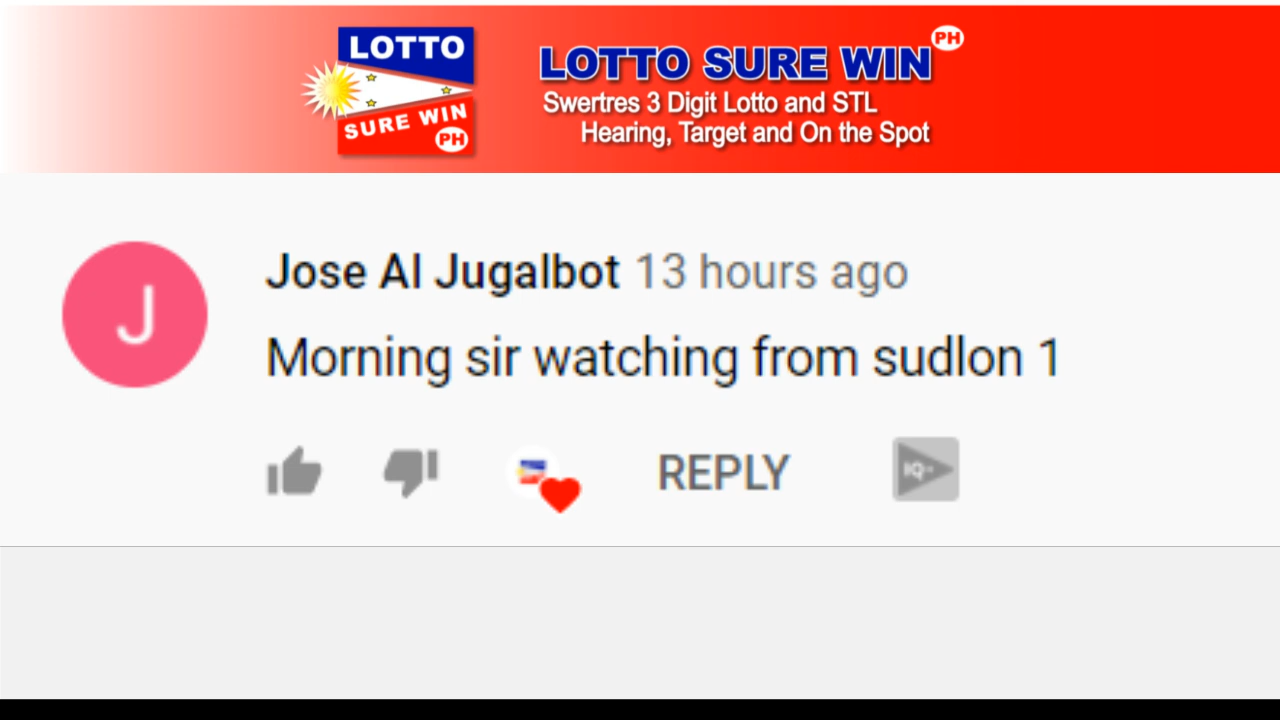 LOTTO
SURE WIN
PH
LOTTO SURE WIN PH
Swertres 3 Digit Lotto and STL
Hearing, Target and On the Spot
J
Jose Al Jugalbot 13 hours ago
Morning sir watching from sudlon 1
REPLY
IQ